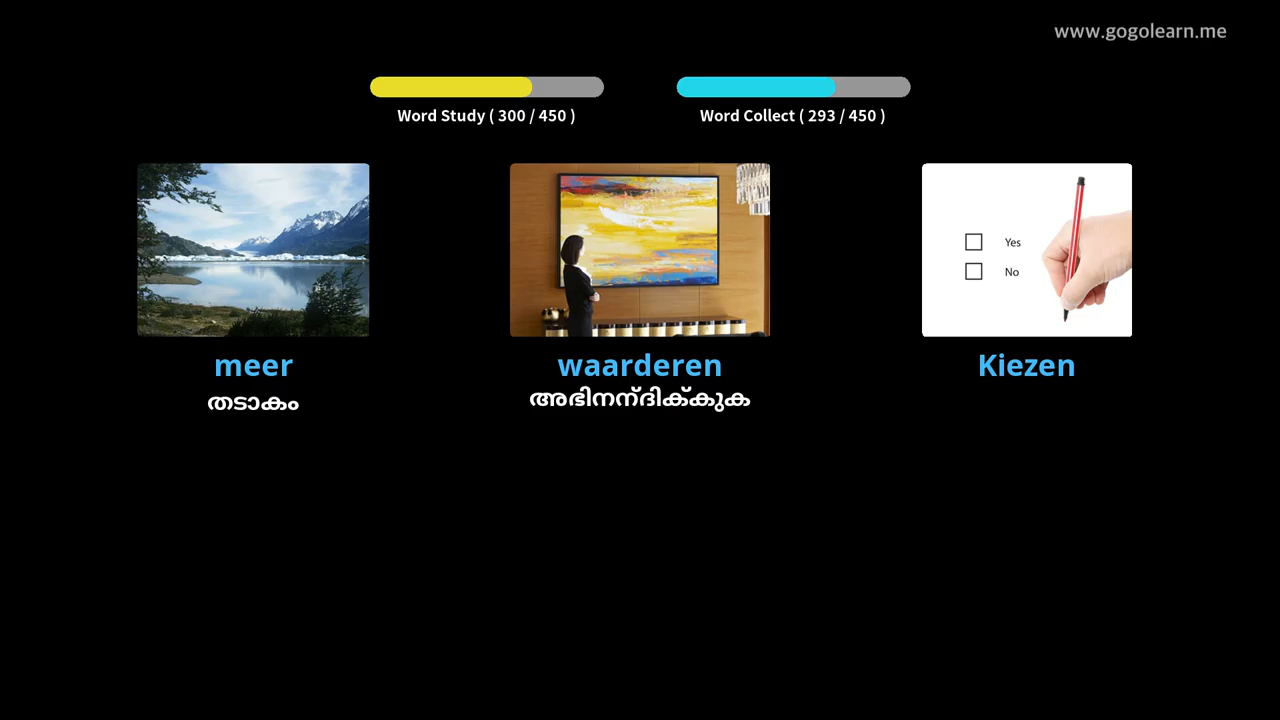 www.gogolearn.me
Word Study ( 300 / 450 )
Word Collect ( 293 / 450 )
Yes
No
meer
തടാകം
waarderen
അഭിനന്ദിക്കുക
Kiezen